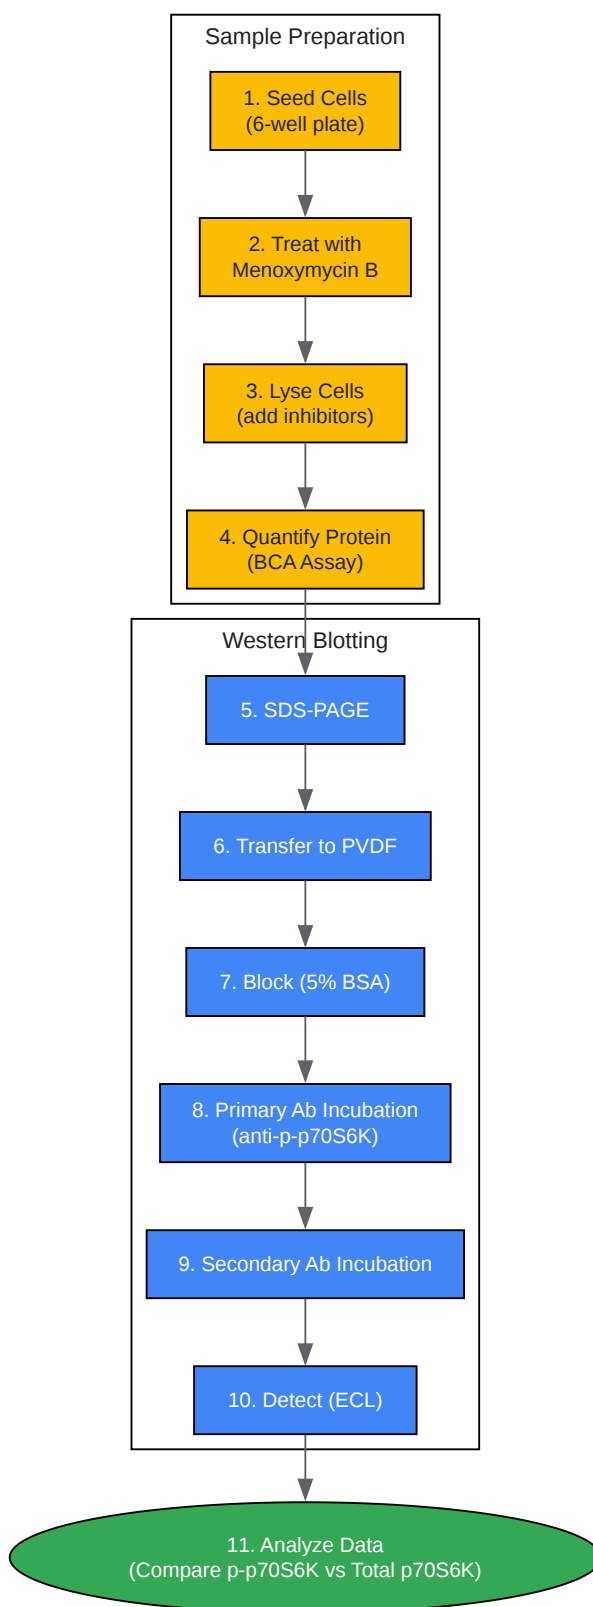 Sample Preparation
1. Seed Cells
(6-well plate)
2. Treat with
Menoxymycin B
3. Lyse Cells
(add inhibitors)
4. Quantify Protein
(BCA Assay)
Western Blotting
5. SDS-PAGE
6. Transfer to PVDF
7. Block (5% BSA)
8. Primary Ab Incubation
(anti-p-p70S6K)
9. Secondary Ab Incubation
10. Detect (ECL)
11. Analyze Data
(Compare p-p70S6K vs Total p70S6K)